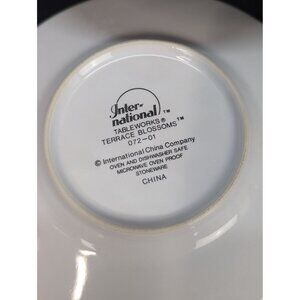 Inter-
national™
TABLEWORKS®
TERRACE BLOSSOMS™
072-01
© International China Company
OVEN AND DISHWASHER SAFE
MICROWAVE OVEN PROOF
STONEWARE
CHINA